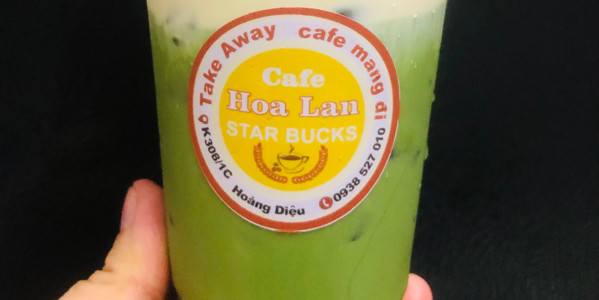 Take Away cafe mang đi
Cafe
Hoa Lan
STAR BUCKS
K308/1C Hoàng Diệu 0938 527 010